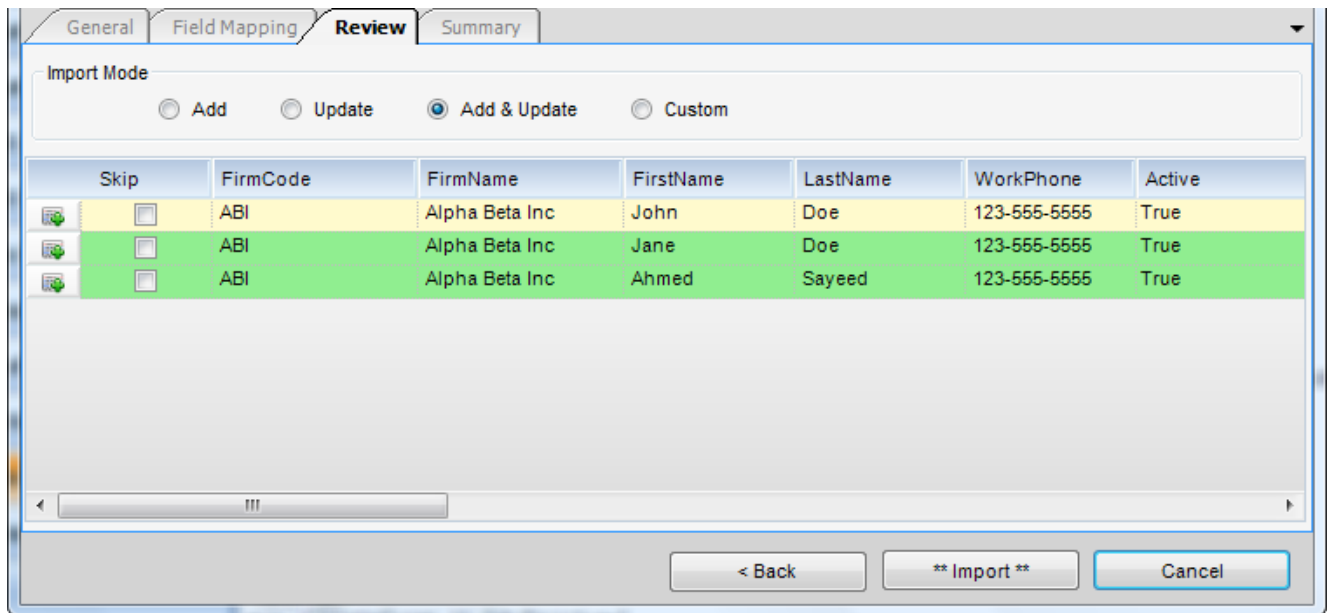 General Field Mapping Review Summary
Import Mode
Add Update Add & Update Custom
Skip FirmCode FirmName FirstName LastName WorkPhone Active
ABI Alpha Beta Inc John Doe 123-555-5555 True
ABI Alpha Beta Inc Jane Doe 123-555-5555 True
ABI Alpha Beta Inc Ahmed Sayeed 123-555-5555 True
< Back ** Import ** Cancel